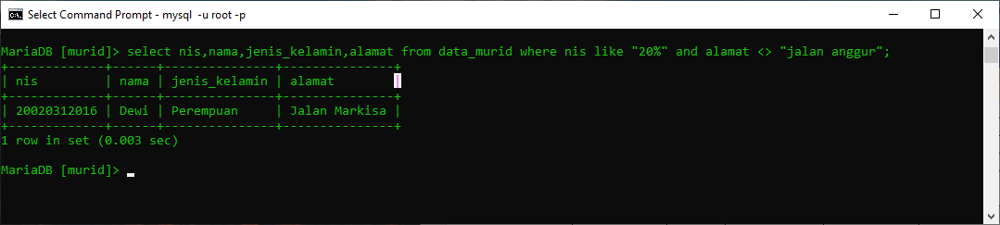 Select Command Prompt - mysql  -u root -p
MariaDB [murid]> select nis,nama,jenis_kelamin,alamat from data_murid where nis like "20%" and alamat <> "jalan anggur";
+-------------+------+---------------+---------------+
| nis         | nama | jenis_kelamin | alamat        |
+-------------+------+---------------+---------------+
| 20020312016 | Dewi | Perempuan     | Jalan Markisa |
+-------------+------+---------------+---------------+
1 row in set (0.003 sec)
MariaDB [murid]>